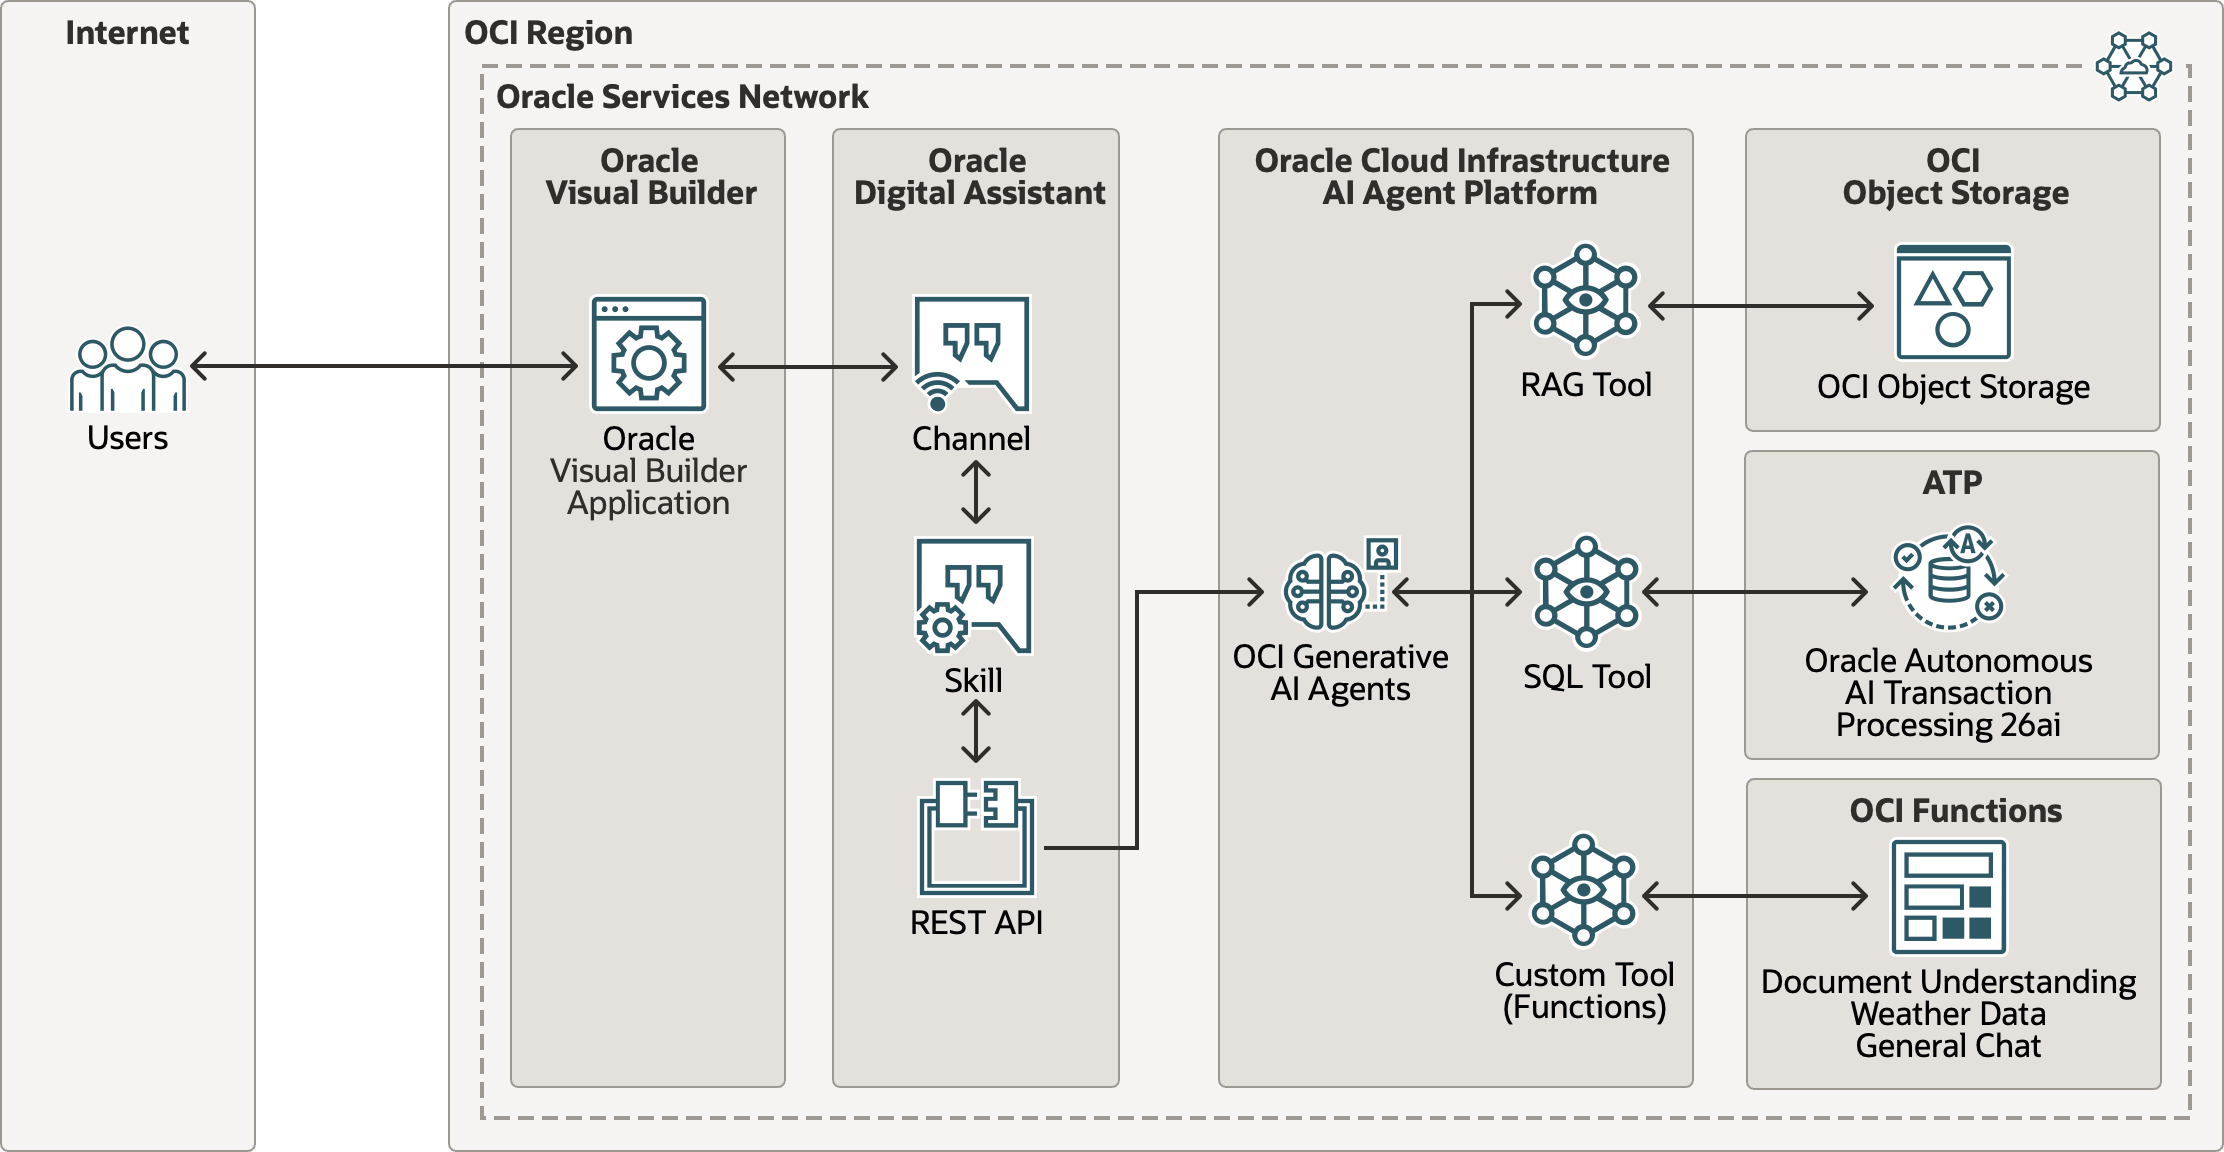 Internet
Users
OCI Region
Oracle Services Network
Oracle
Visual Builder
Oracle
Visual Builder
Application
Oracle
Digital Assistant
Channel
Skill
REST API
Oracle Cloud Infrastructure
AI Agent Platform
OCI Generative
AI Agents
RAG Tool
SQL Tool
Custom Tool
(Functions)
OCI
Object Storage
OCI Object Storage
ATP
A
Oracle Autonomous
AI Transaction
Processing 26ai
OCI Functions
Document Understanding
Weather Data
General Chat